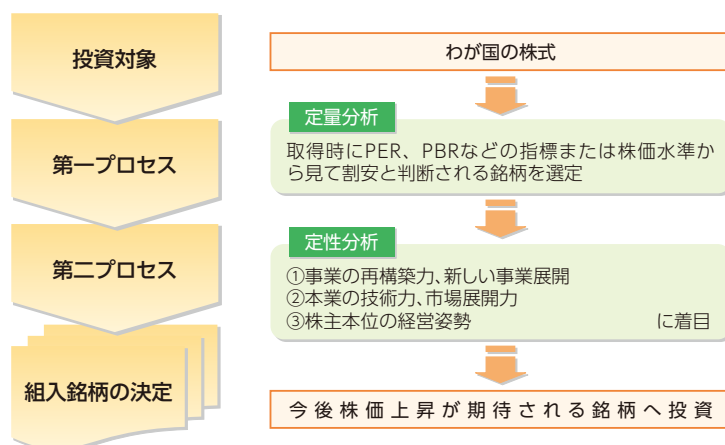 投資対象
わが国の株式
第一プロセス
定量分析
取得時にPER、PBRなどの指標または株価水準か
ら見て割安と判断される銘柄を選定
第二プロセス
定性分析
①事業の再構築力、新しい事業展開
②本業の技術力、市場展開力
③株主本位の経営姿勢 に着目
組入銘柄の決定
今後株価上昇が期待される銘柄へ投資